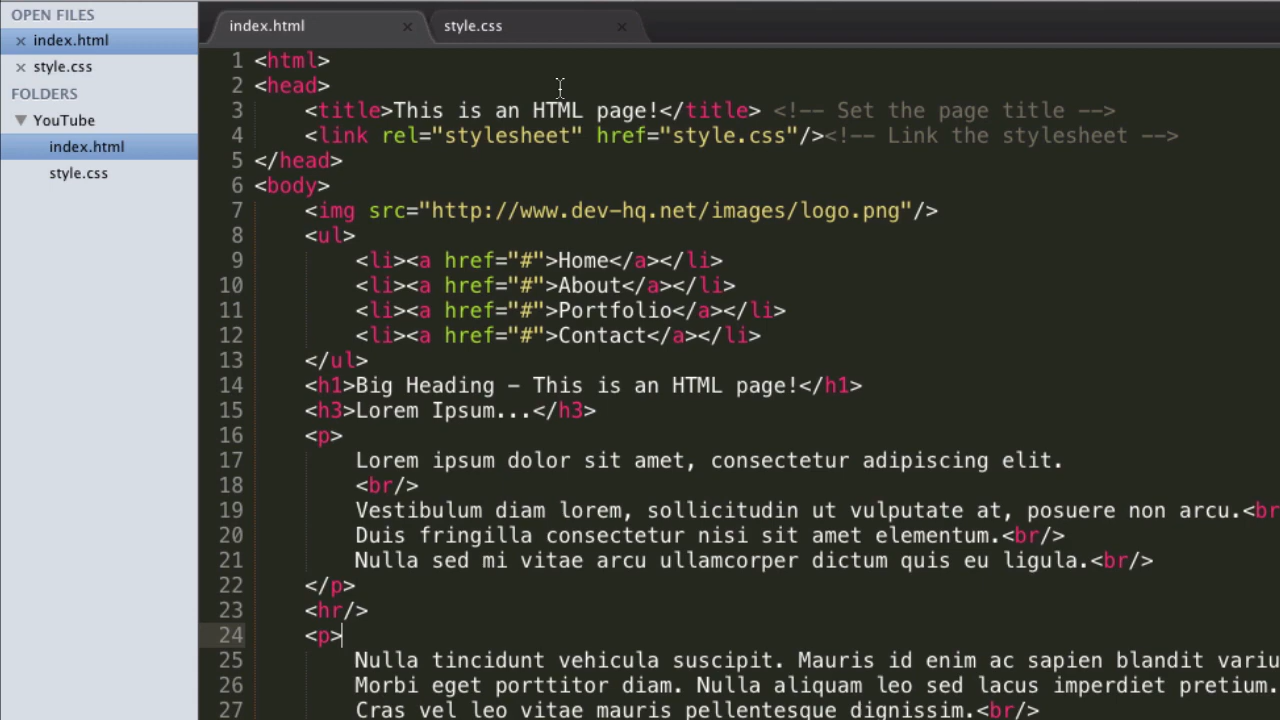 OPEN FILES
× index.html
× style.css
FOLDERS
▼ YouTube
index.html
style.css
index.html ×
style.css ×
1 <html>
2 <head>
3 <title>This is an HTML page!</title> <!-- Set the page title -->
4 <link rel="stylesheet" href="style.css"/><!-- Link the stylesheet -->
5 </head>
6 <body>
7 <img src="http://www.dev-hq.net/images/logo.png"/>
8 <ul>
9 <li><a href="#">Home</a></li>
10 <li><a href="#">About</a></li>
11 <li><a href="#">Portfolio</a></li>
12 <li><a href="#">Contact</a></li>
13 </ul>
14 <h1>Big Heading - This is an HTML page!</h1>
15 <h3>Lorem Ipsum...</h3>
16 <p>
17 Lorem ipsum dolor sit amet, consectetur adipiscing elit.
18 <br/>
19 Vestibulum diam lorem, sollicitudin ut vulputate at, posuere non arcu.<br
20 Duis fringilla consectetur nisi sit amet elementum.<br/>
21 Nulla sed mi vitae arcu ullamcorper dictum quis eu ligula.<br/>
22 </p>
23 <hr/>
24 <p>
25 Nulla tincidunt vehicula suscipit. Mauris id enim ac sapien blandit variu
26 Morbi eget porttitor diam. Nulla aliquam leo sed lacus imperdiet pretium.
27 Cras vel leo vitae mauris pellentesque dignissim.<br/>